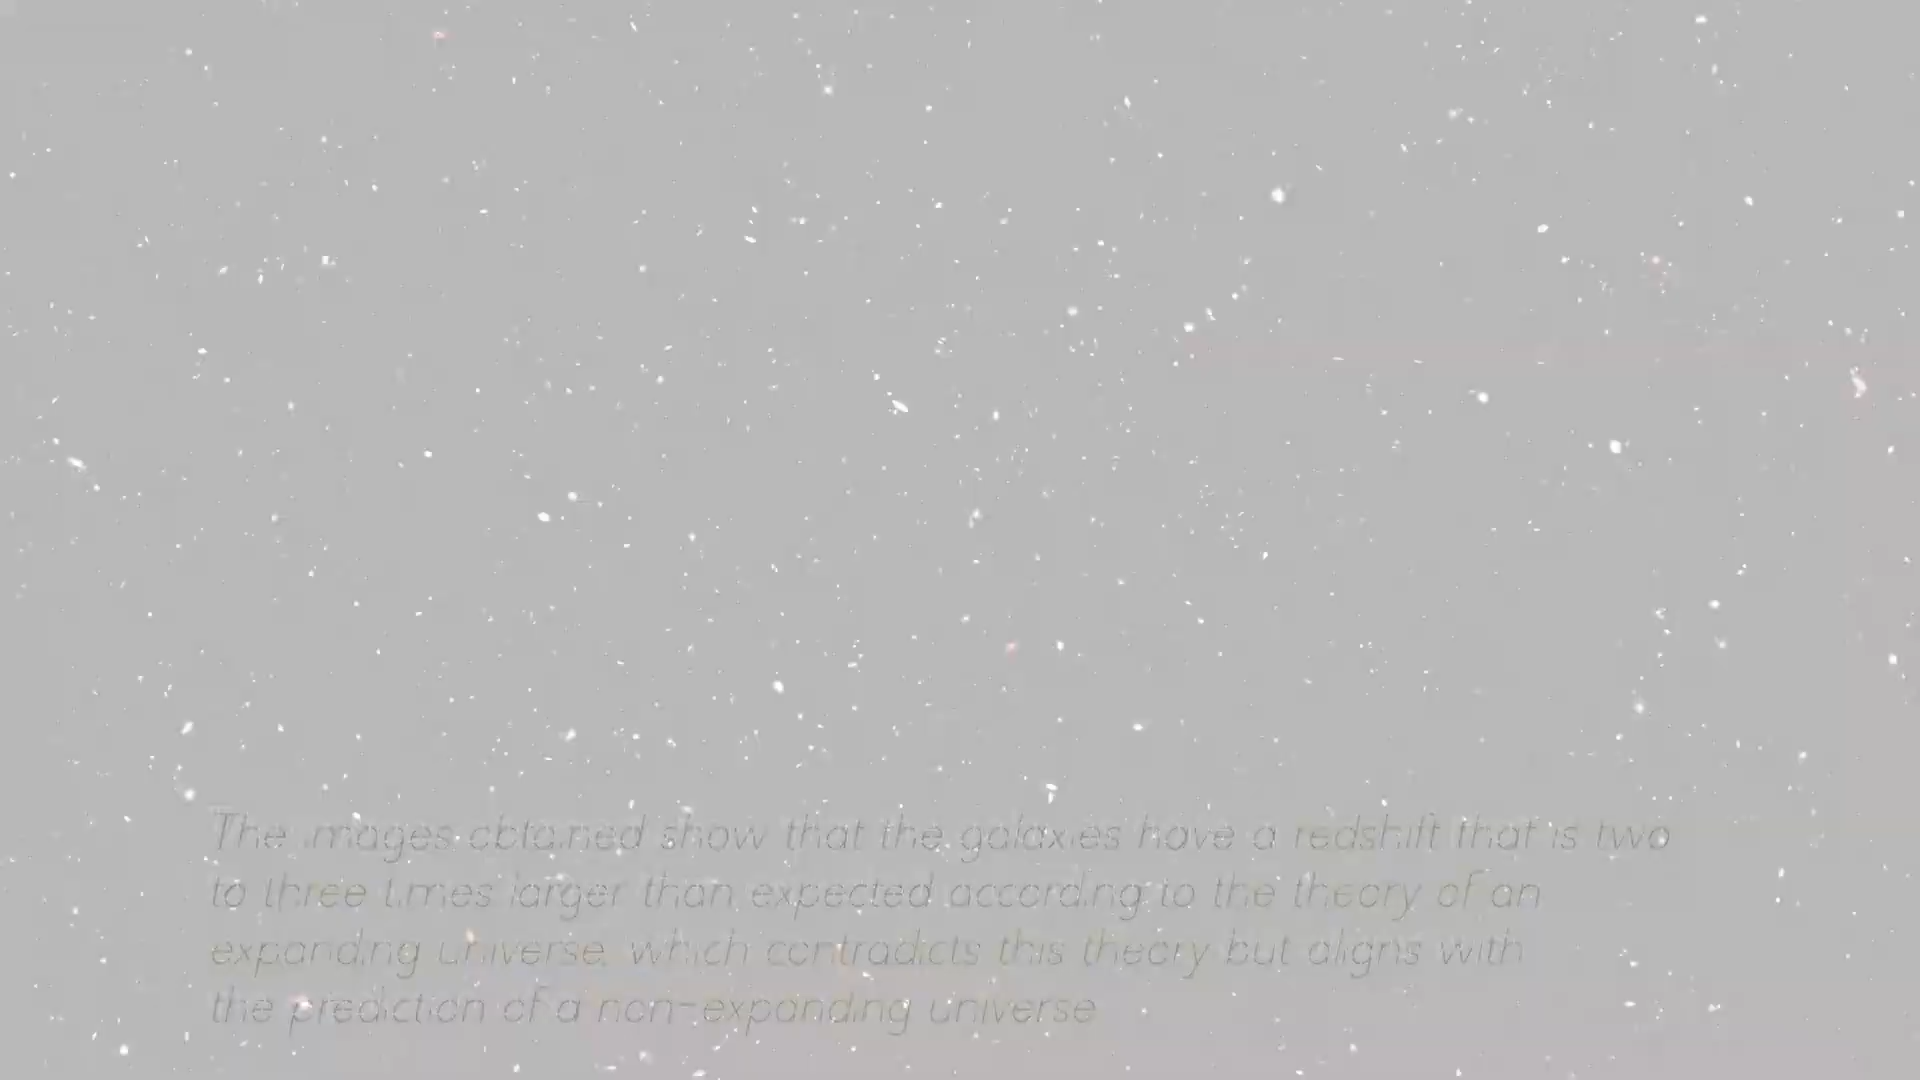 The images obtained show that the galaxies have a redshift that is two
to three times larger than expected according to the theory of an
expanding universe, which contradicts this theory but aligns with
the prediction of a non-expanding universe